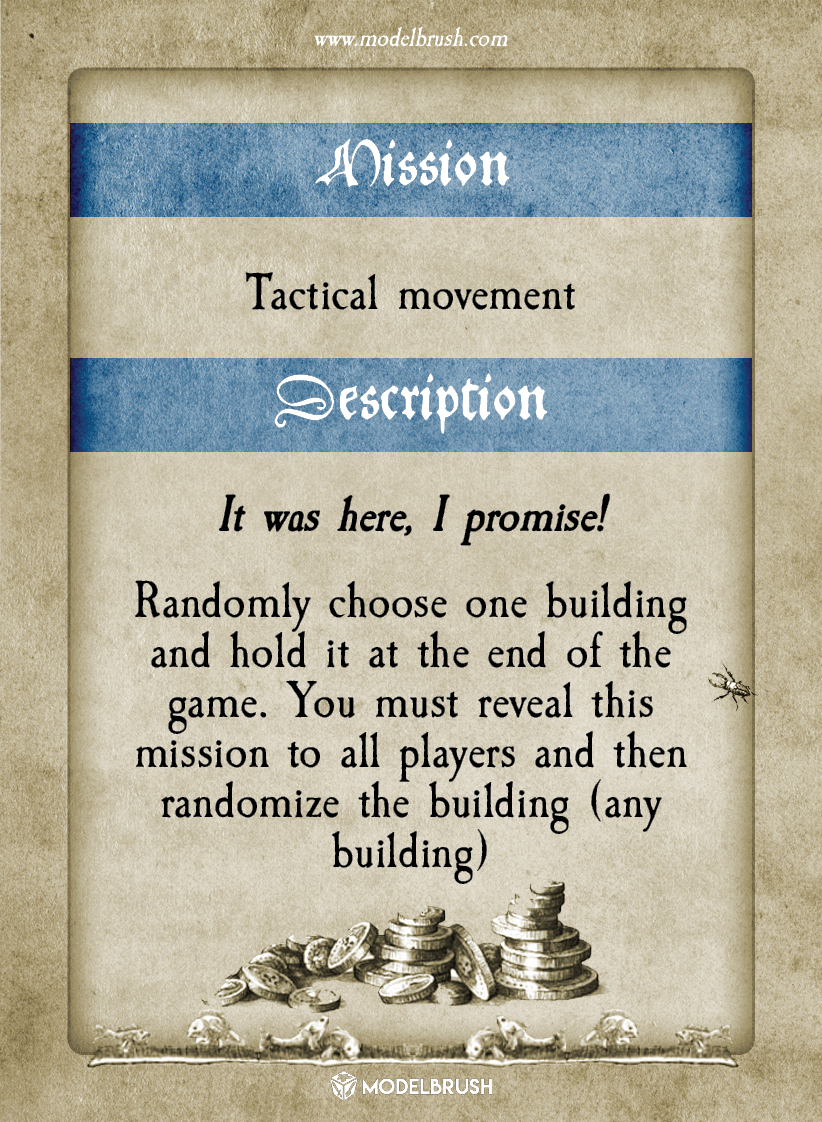 www.modelbrush.com
Mission
Tactical movement
Description
It was here, I promise!
Randomly choose one building
and hold it at the end of the
game. You must reveal this
mission to all players and then
randomize the building (any
building)
MODELBRUSH